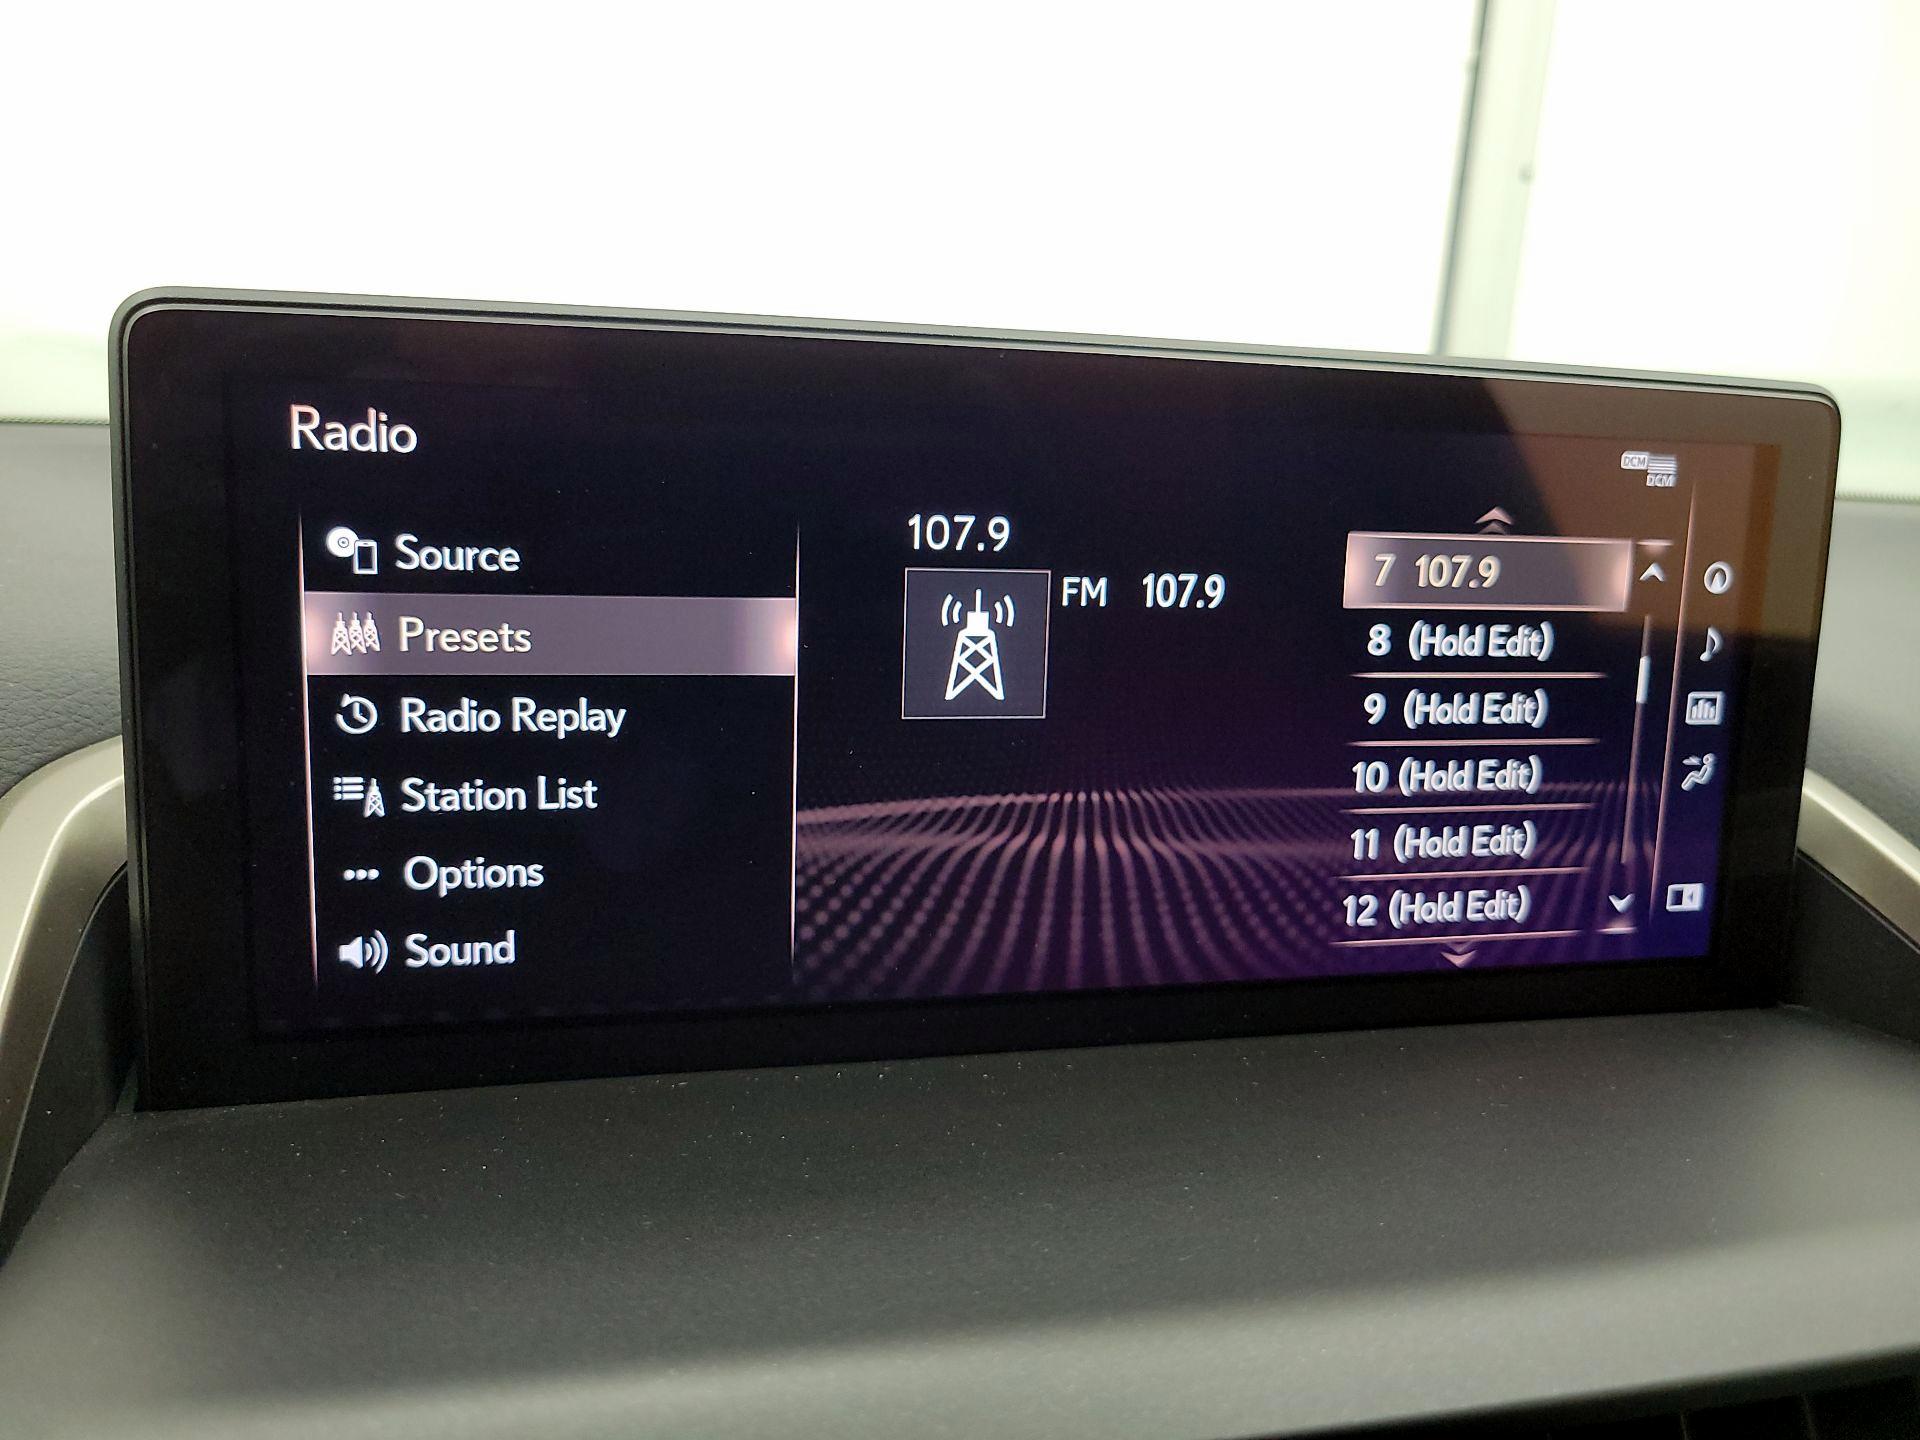 Radio
DCM
DCM
Source
Presets
Radio Replay
Station List
Options
Sound
107.9
FM 107.9
7 107.9
8 (Hold Edit)
9 (Hold Edit)
10 (Hold Edit)
11 (Hold Edit)
12 (Hold Edit)